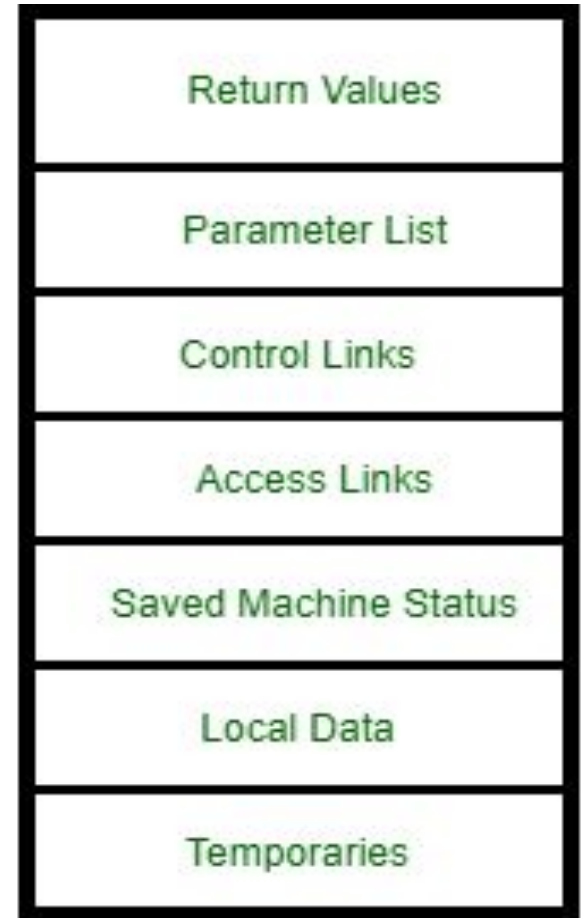 Return Values
Parameter List
Control Links
Access Links
Saved Machine Status
Local Data
Temporaries